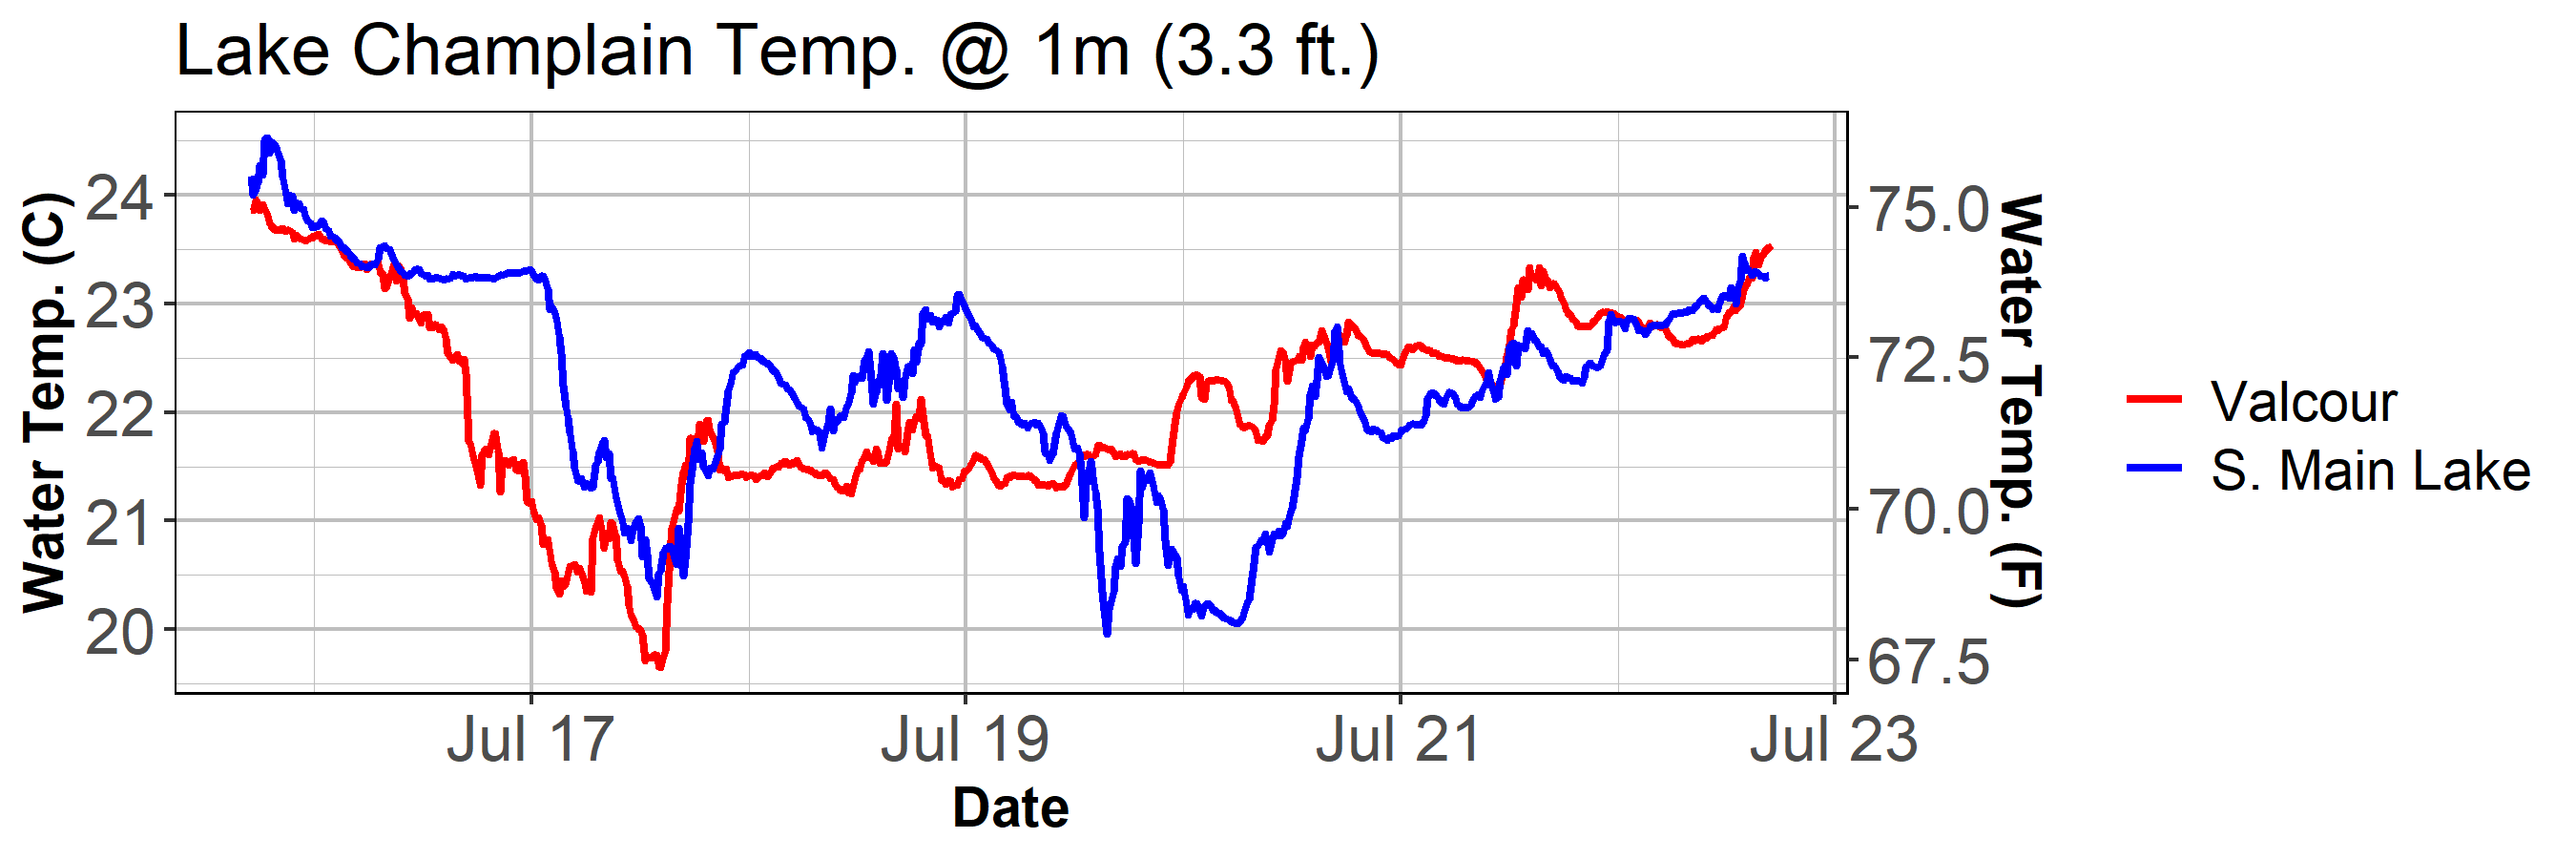 Lake Champlain Temp. @ 1m (3.3 ft.)
Water Temp. (C)
24
23
22
21
20
75.0
72.5
70.0
67.5
Water Temp. (F)
Jul 17
Jul 19
Jul 21
Jul 23
Date
Valcour
S. Main Lake